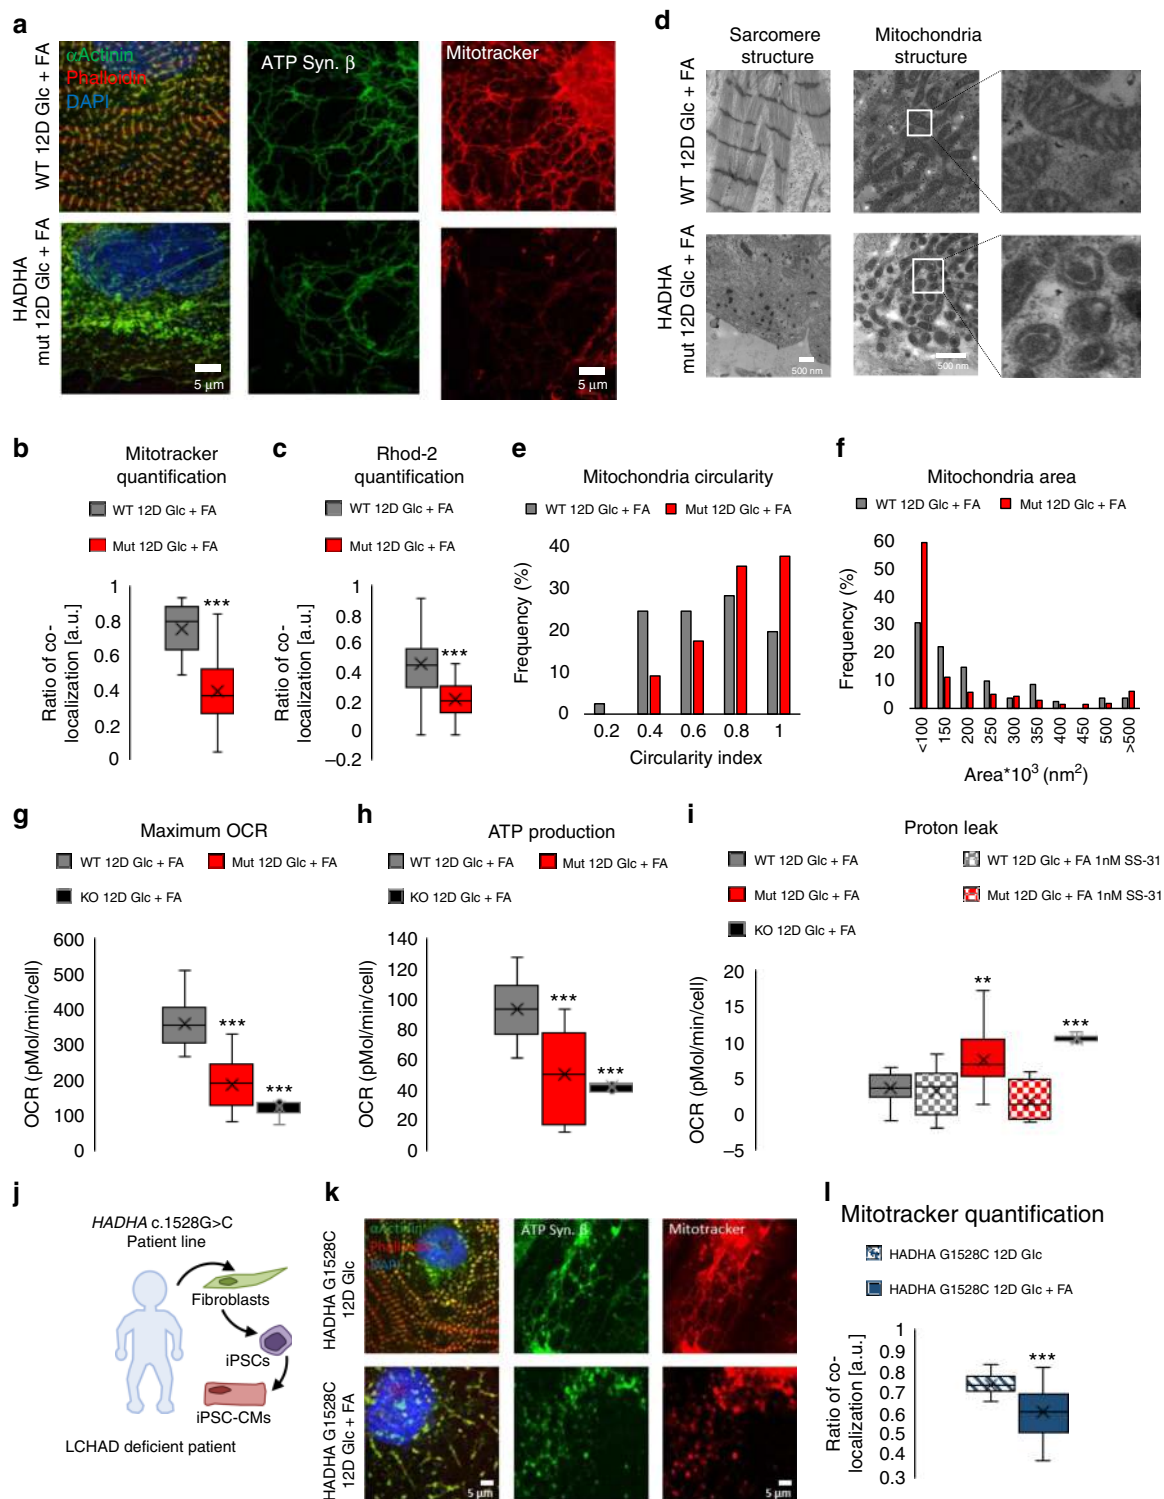 a
WT 12D Glc + FA
αActinin
Phalloidin
DAPI
ATP Syn. β
Mitotracker
HADHA
mut 12D Glc + FA
5 μm
5 μm
d
Sarcomere
structure
Mitochondria
structure
WT 12D Glc + FA
HADHA
mut 12D Glc + FA
500 nm
500 nm
b
Mitotracker
quantification
WT 12D Glc + FA
Mut 12D Glc + FA
Ratio of co-
localization [a.u.]
1
0.8
0.6
0.4
0.2
0
***
c
Rhod-2
quantification
WT 12D Glc + FA
Mut 12D Glc + FA
Ratio of co-
localization [a.u.]
1
0.8
0.6
0.4
0.2
0
–0.2
***
e
Mitochondria circularity
WT 12D Glc + FA
Mut 12D Glc + FA
Frequency (%)
40
30
20
10
0
0.2 0.4 0.6 0.8 1
Circularity index
f
Mitochondria area
WT 12D Glc + FA
Mut 12D Glc + FA
Frequency (%)
60
50
40
30
20
10
0
<100 150 200 250 300 350 400 450 500 >500
Area*10³ (nm²)
g
Maximum OCR
WT 12D Glc + FA
Mut 12D Glc + FA
KO 12D Glc + FA
OCR (pMol/min/cell)
600
500
400
300
200
100
0
***
***
h
ATP production
WT 12D Glc + FA
Mut 12D Glc + FA
KO 12D Glc + FA
OCR (pMol/min/cell)
140
120
100
80
60
40
20
0
***
***
i
Proton leak
WT 12D Glc + FA
WT 12D Glc + FA 1nM SS-31
Mut 12D Glc + FA
Mut 12D Glc + FA 1nM SS-31
KO 12D Glc + FA
OCR (pMol/min/cell)
20
15
10
5
0
–5
**
***
j
HADHA c.1528G>C
Patient line
Fibroblasts
iPSCs
iPSC-CMs
LCHAD deficient patient
k
HADHA G1528C
12D Glc
αActinin
Phalloidin
DAPI
ATP Syn. β
Mitotracker
HADHA G1528C
12D Glc + FA
5 μm
5 μm
l
Mitotracker quantification
HADHA G1528C 12D Glc
HADHA G1528C 12D Glc + FA
Ratio of co-
localization [a.u.]
1
0.9
0.8
0.7
0.6
0.5
0.4
0.3
***